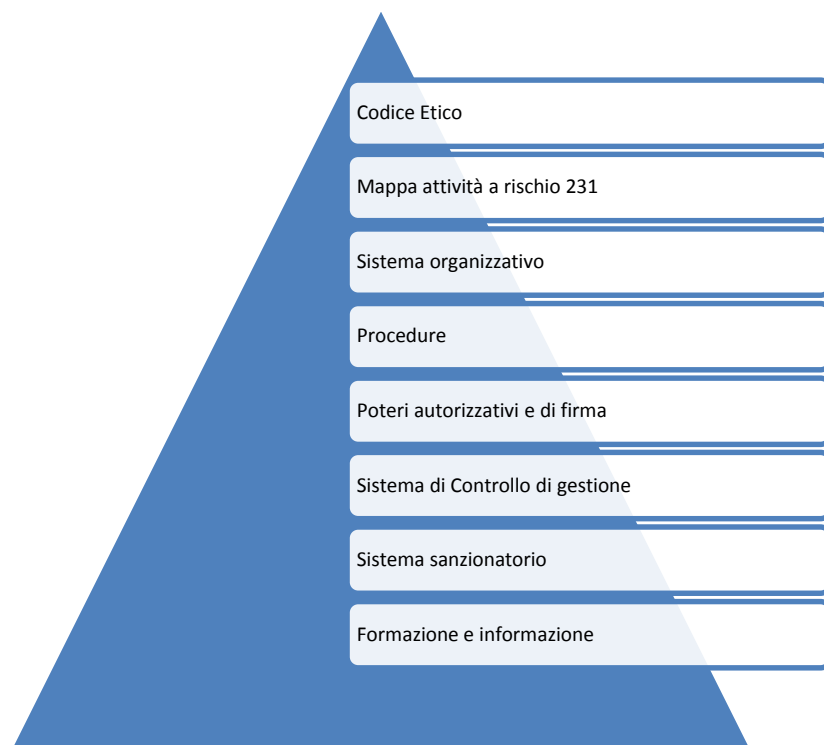 Codice Etico
Mappa attività a rischio 231
Sistema organizzativo
Procedure
Poteri autorizzativi e di firma
Sistema di Controllo di gestione
Sistema sanzionatorio
Formazione e informazione